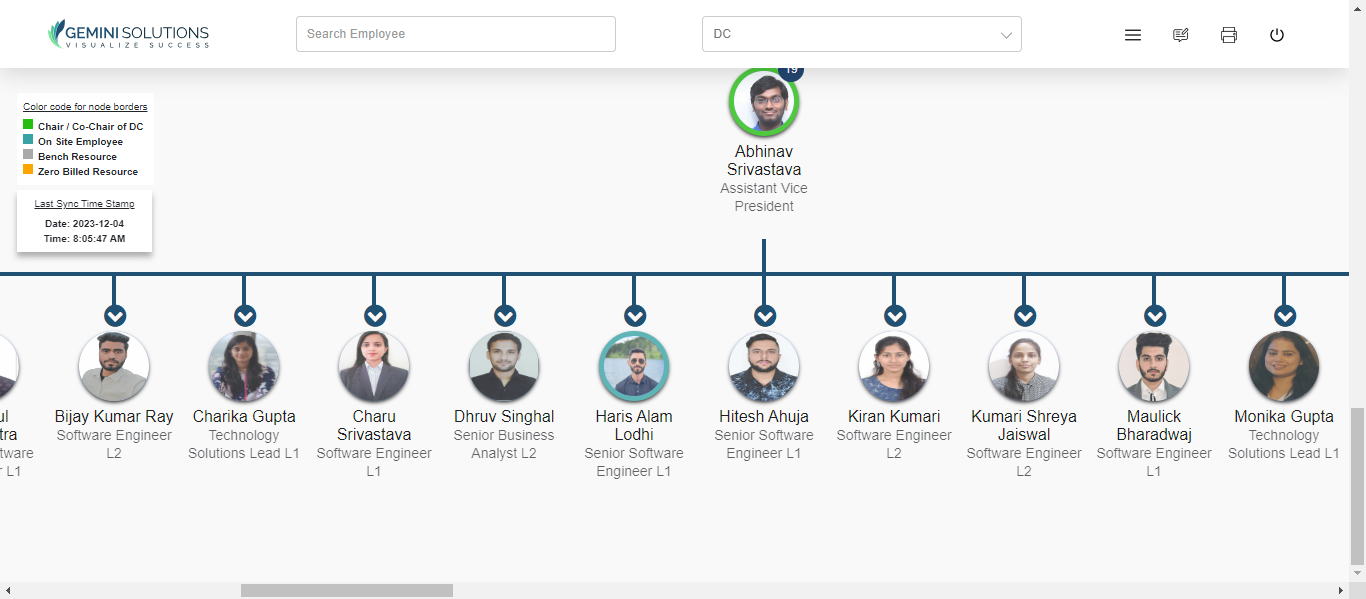 GEMINI SOLUTIONS
VISUALIZE SUCCESS
Search Employee
DC
19
Color code for node borders
Chair / Co-Chair of DC
On Site Employee
Bench Resource
Zero Billed Resource
Last Sync Time Stamp
Date: 2023-12-04
Time: 8:05:47 AM
Abhinav
Srivastava
Assistant Vice
President
ul
tra
tware
r L1
Bijay Kumar Ray
Software Engineer
L2
Charika Gupta
Technology
Solutions Lead L1
Charu
Srivastava
Software Engineer
L1
Dhruv Singhal
Senior Business
Analyst L2
Haris Alam
Lodhi
Senior Software
Engineer L1
Hitesh Ahuja
Senior Software
Engineer L1
Kiran Kumari
Software Engineer
L2
Kumari Shreya
Jaiswal
Software Engineer
L2
Maulick
Bharadwaj
Software Engineer
L1
Monika Gupta
Technology
Solutions Lead L1